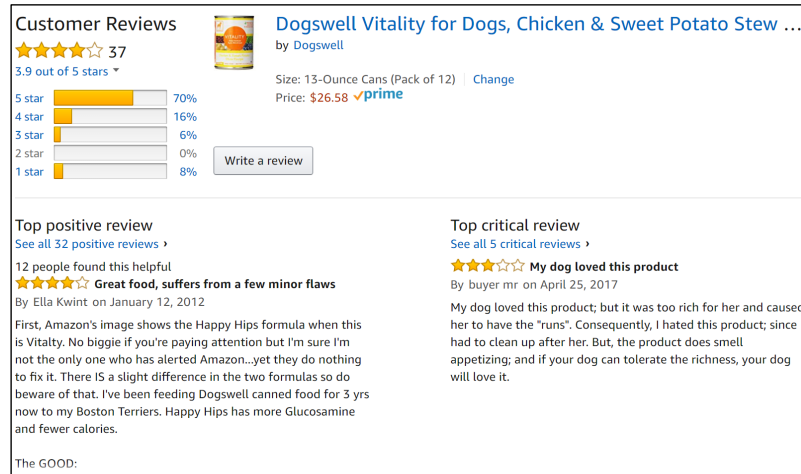 Customer Reviews
37
3.9 out of 5 stars
5 star 70%
4 star 16%
3 star 6%
2 star 0%
1 star 8%
VITALITY
Dogswell Vitality for Dogs, Chicken & Sweet Potato Stew ...
by Dogswell
Size: 13-Ounce Cans (Pack of 12) | Change
Price: $26.58 prime
Write a review
Top positive review
See all 32 positive reviews ›
12 people found this helpful
Great food, suffers from a few minor flaws
By Ella Kwint on January 12, 2012
First, Amazon's image shows the Happy Hips formula when this
is Vitalty. No biggie if you're paying attention but I'm sure I'm
not the only one who has alerted Amazon...yet they do nothing
to fix it. There IS a slight difference in the two formulas so do
beware of that. I've been feeding Dogswell canned food for 3 yrs
now to my Boston Terriers. Happy Hips has more Glucosamine
and fewer calories.
The GOOD:
Top critical review
See all 5 critical reviews ›
My dog loved this product
By buyer mr on April 25, 2017
My dog loved this product; but it was too rich for her and caused
her to have the "runs". Consequently, I hated this product; since
had to clean up after her. But, the product does smell
appetizing; and if your dog can tolerate the richness, your dog
will love it.